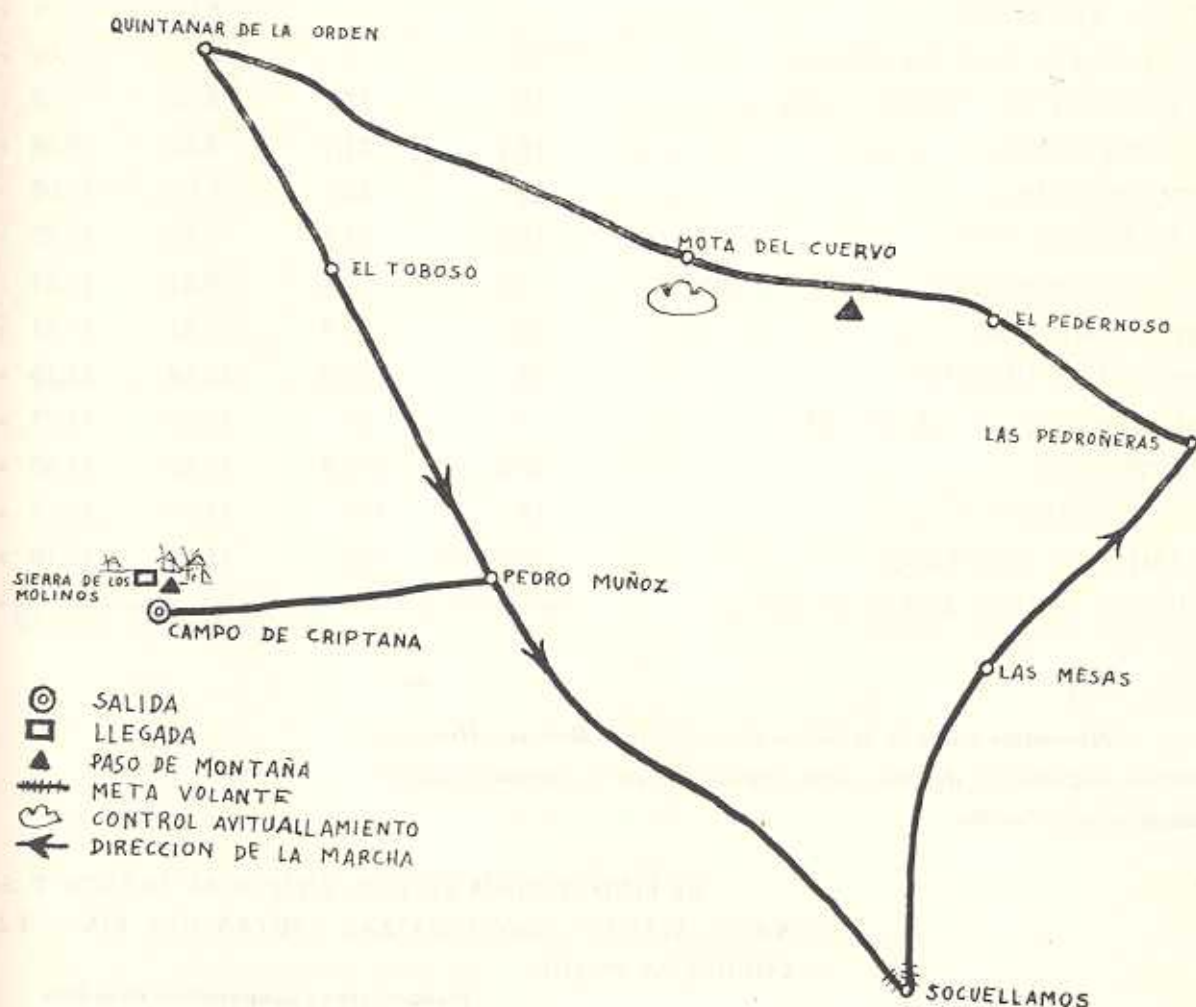 QUINTANAR DE LA ORDEN
MOTA DEL CUERVO
EL TOBOSO
EL PEDERNOSO
LAS PEDROÑERAS
PEDRO MUÑOZ
SIERRA DE LOS
MOLINOS
CAMPO DE CRIPTANA
LAS MESAS
SALIDA
LLEGADA
PASO DE MONTAÑA
META VOLANTE
CONTROL AVITUALLAMIENTO
DIRECCION DE LA MARCHA
SOCUELLAMOS